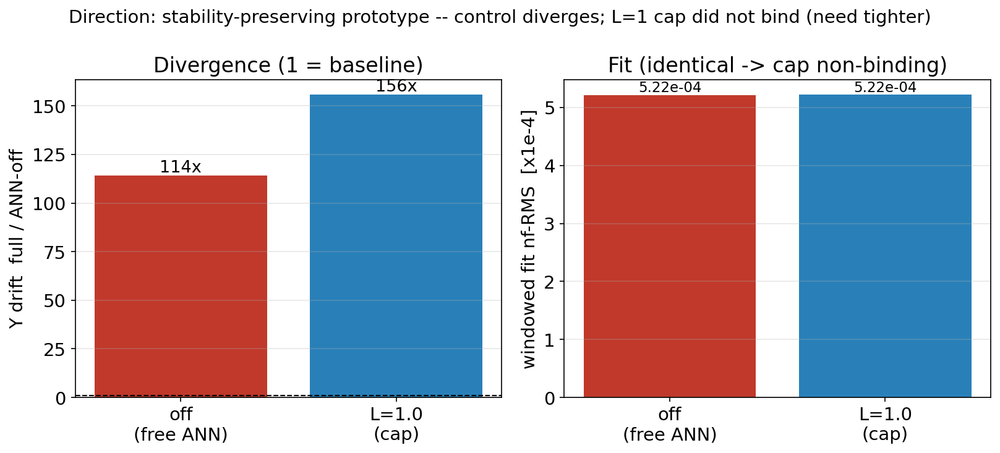 Direction: stability-preserving prototype -- control diverges; L=1 cap did not bind (need tighter)
Divergence (1 = baseline)
Y drift  full / ANN-off
150
125
100
75
50
25
0
114x
156x
off
(free ANN)
L=1.0
(cap)
Fit (identical -> cap non-binding)
windowed fit nf-RMS  [x1e-4]
5
4
3
2
1
0
5.22e-04
5.22e-04
off
(free ANN)
L=1.0
(cap)